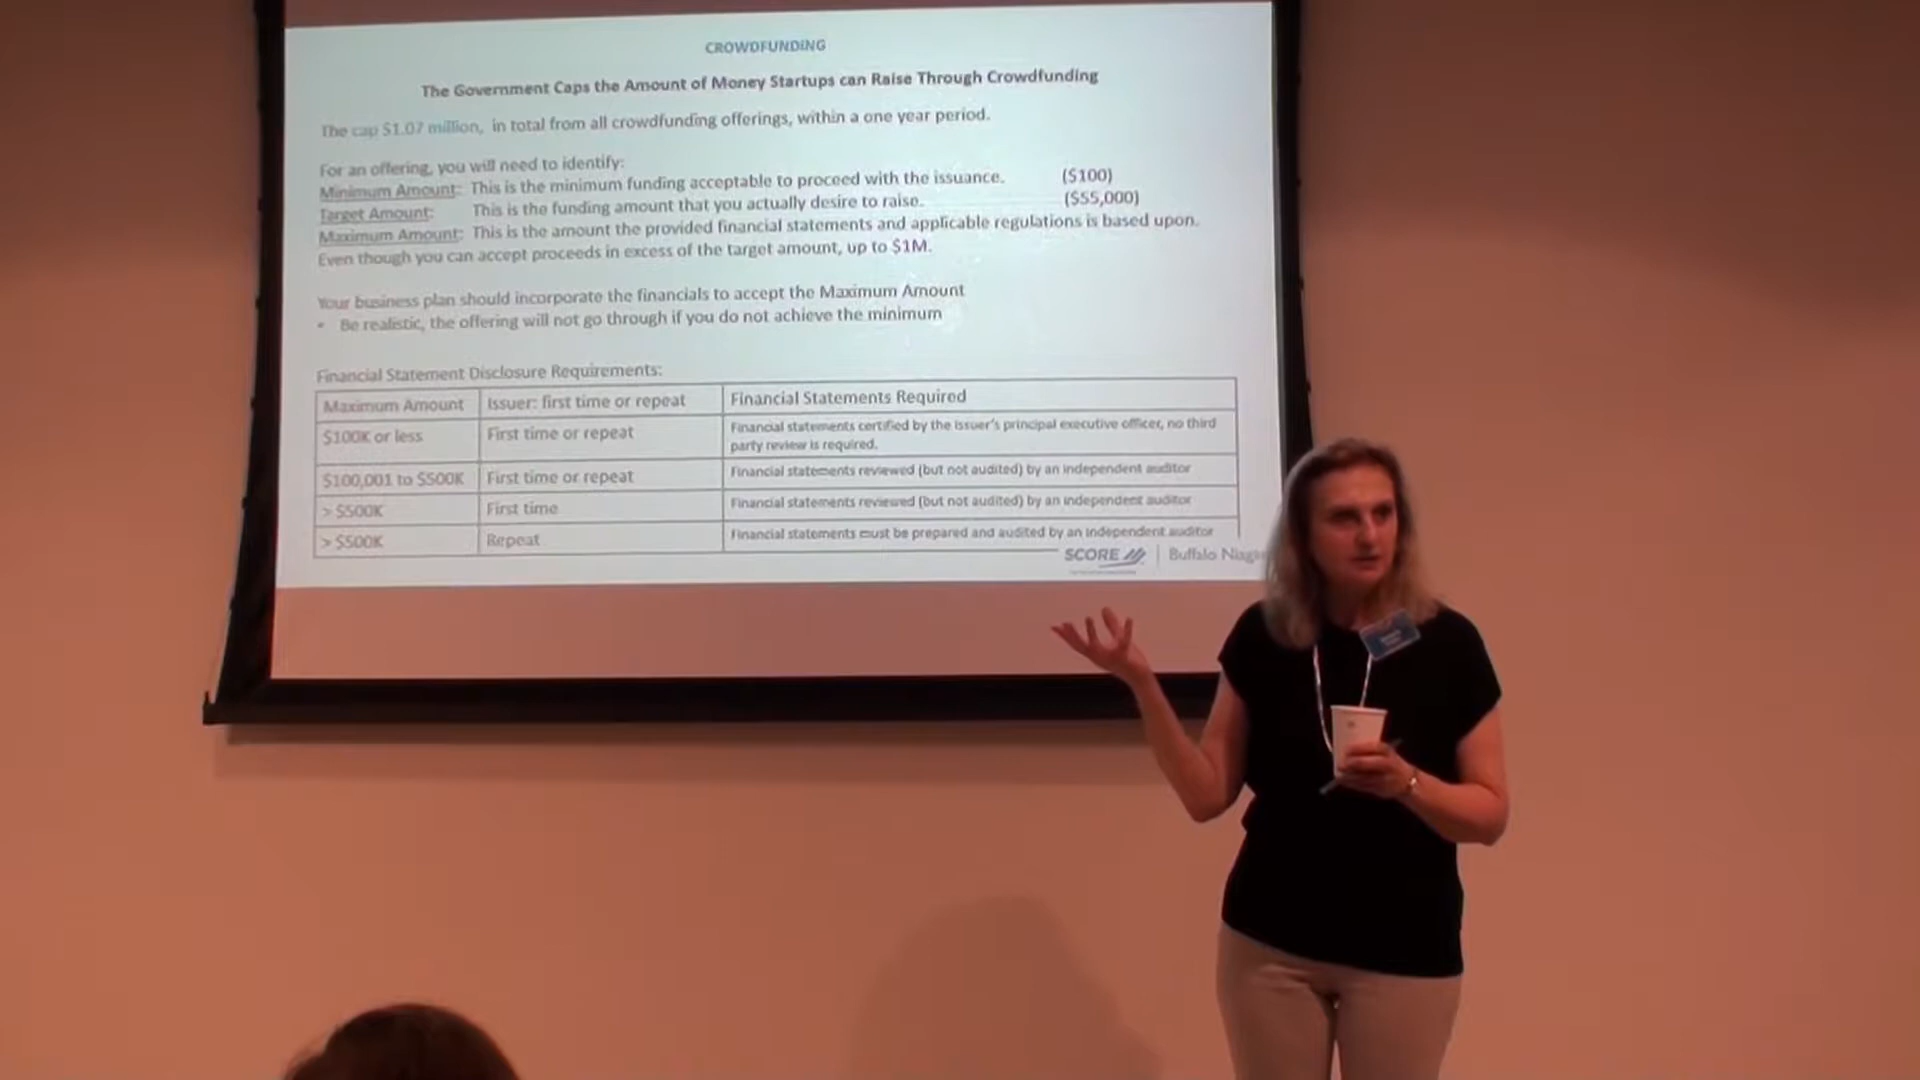 CROWDFUNDING
The Government Caps the Amount of Money Startups can Raise Through Crowdfunding
The cap $1.07 million, in total from all crowdfunding offerings, within a one year period.
For an offering, you will need to identify:
Minimum Amount: This is the minimum funding acceptable to proceed with the issuance. ($100)
Target Amount: This is the funding amount that you actually desire to raise. ($55,000)
Maximum Amount: This is the amount the provided financial statements and applicable regulations is based upon.
Even though you can accept proceeds in excess of the target amount, up to $1M.
Your business plan should incorporate the financials to accept the Maximum Amount
• Be realistic, the offering will not go through if you do not achieve the minimum
Financial Statement Disclosure Requirements:
Maximum Amount Issuer: first time or repeat Financial Statements Required
$100K or less First time or repeat Financial statements certified by the issuer's principal executive officer, no third
party review is required.
$100,001 to $500K First time or repeat Financial statements reviewed (but not audited) by an independent auditor
> $500K First time Financial statements reviewed (but not audited) by an independent auditor
> $500K Repeat Financial statements must be prepared and audited by an independent auditor
SCORE Buffalo Niaga